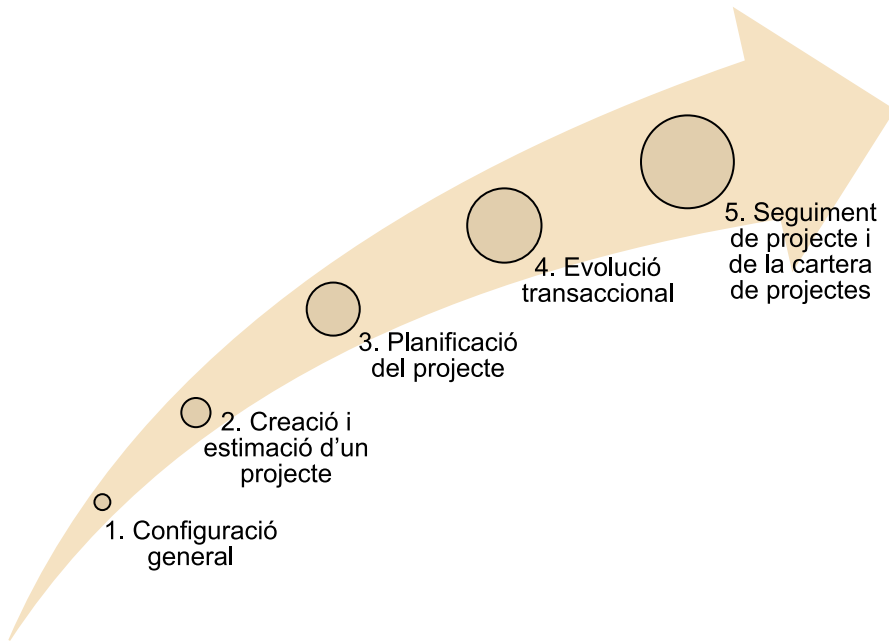 1. Configuració
general
2. Creació i
estimació d’un
projecte
3. Planificació
del projecte
4. Evolució
transaccional
5. Seguiment
de projecte i
de la cartera
de projectes